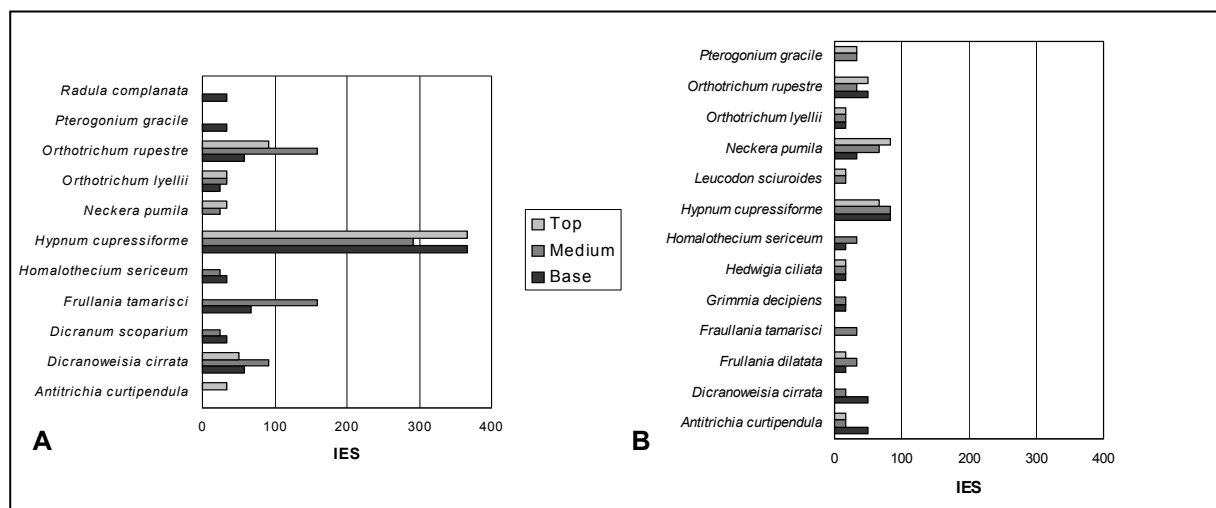 Radula complanata
Pterogonium gracile
Orthotrichum rupestre
Orthotrichum lyellii
Neckera pumila
Hypnum cupressiforme
Homalothecium sericeum
Frullania tamarisci
Dicranum scoparium
Dicranoweisia cirrata
Antitrichia curtipendula
0 100 200 300 400
IES
A
Top
Medium
Base
Pterogonium gracile
Orthotrichum rupestre
Orthotrichum lyellii
Neckera pumila
Leucodon sciuroides
Hypnum cupressiforme
Homalothecium sericeum
Hedwigia ciliata
Grimmia decipiens
Fraullania tamarisci
Frullania dilatata
Dicranoweisia cirrata
Antitrichia curtipendula
0 100 200 300 400
IES
B